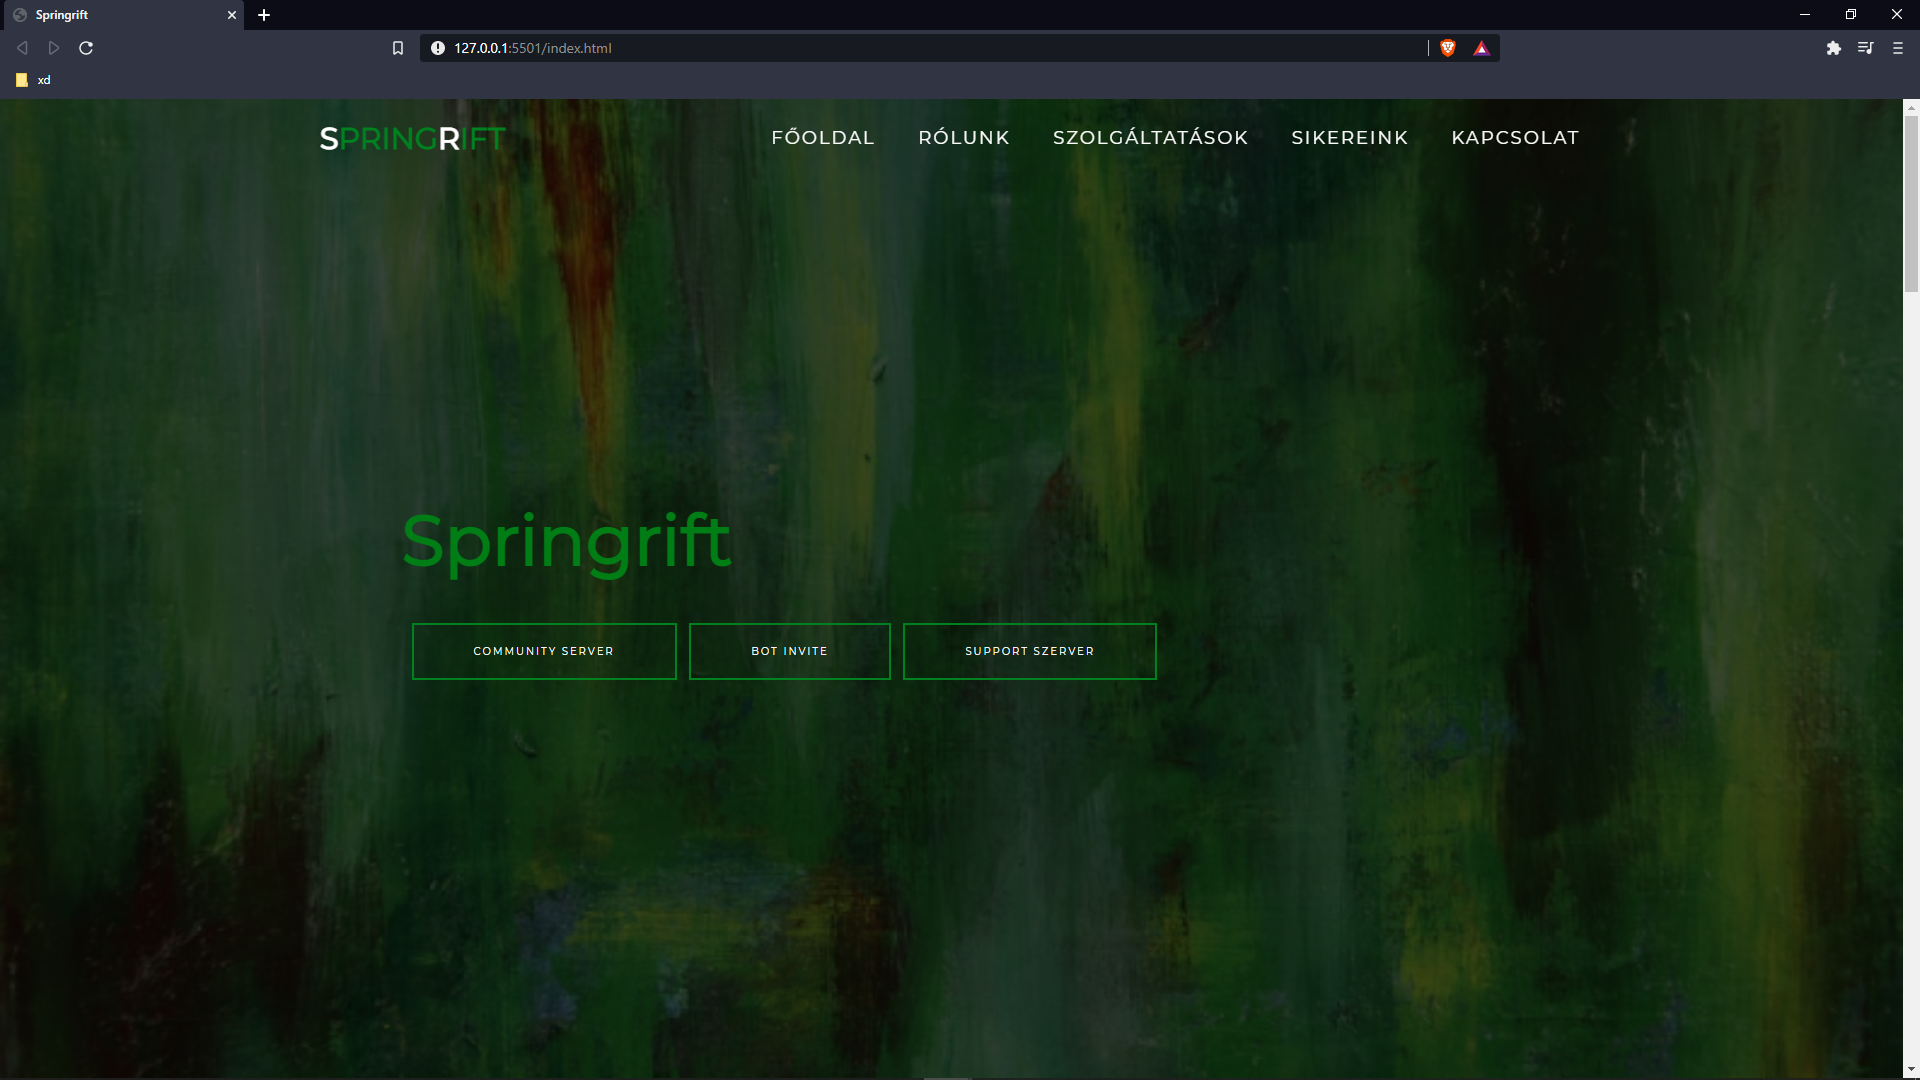 Springrift
127.0.0.1:5501/index.html
xd
SPRINGRIFT FŐOLDAL RÓLUNK SZOLGÁLTATÁSOK SIKEREINK KAPCSOLAT
Springrift
COMMUNITY SERVER BOT INVITE SUPPORT SZERVER